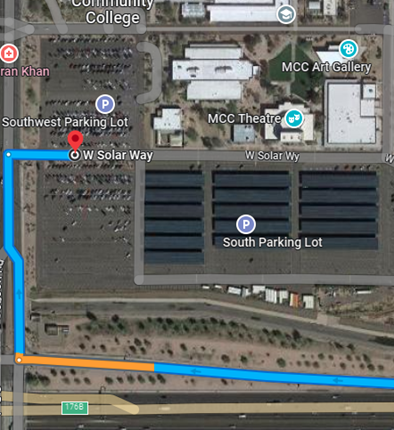 Community
College
ran Khan
MCC Art Gallery
P
Southwest Parking Lot
MCC Theatre
W Solar Way
W Solar Wy
W
P
South Parking Lot
176B